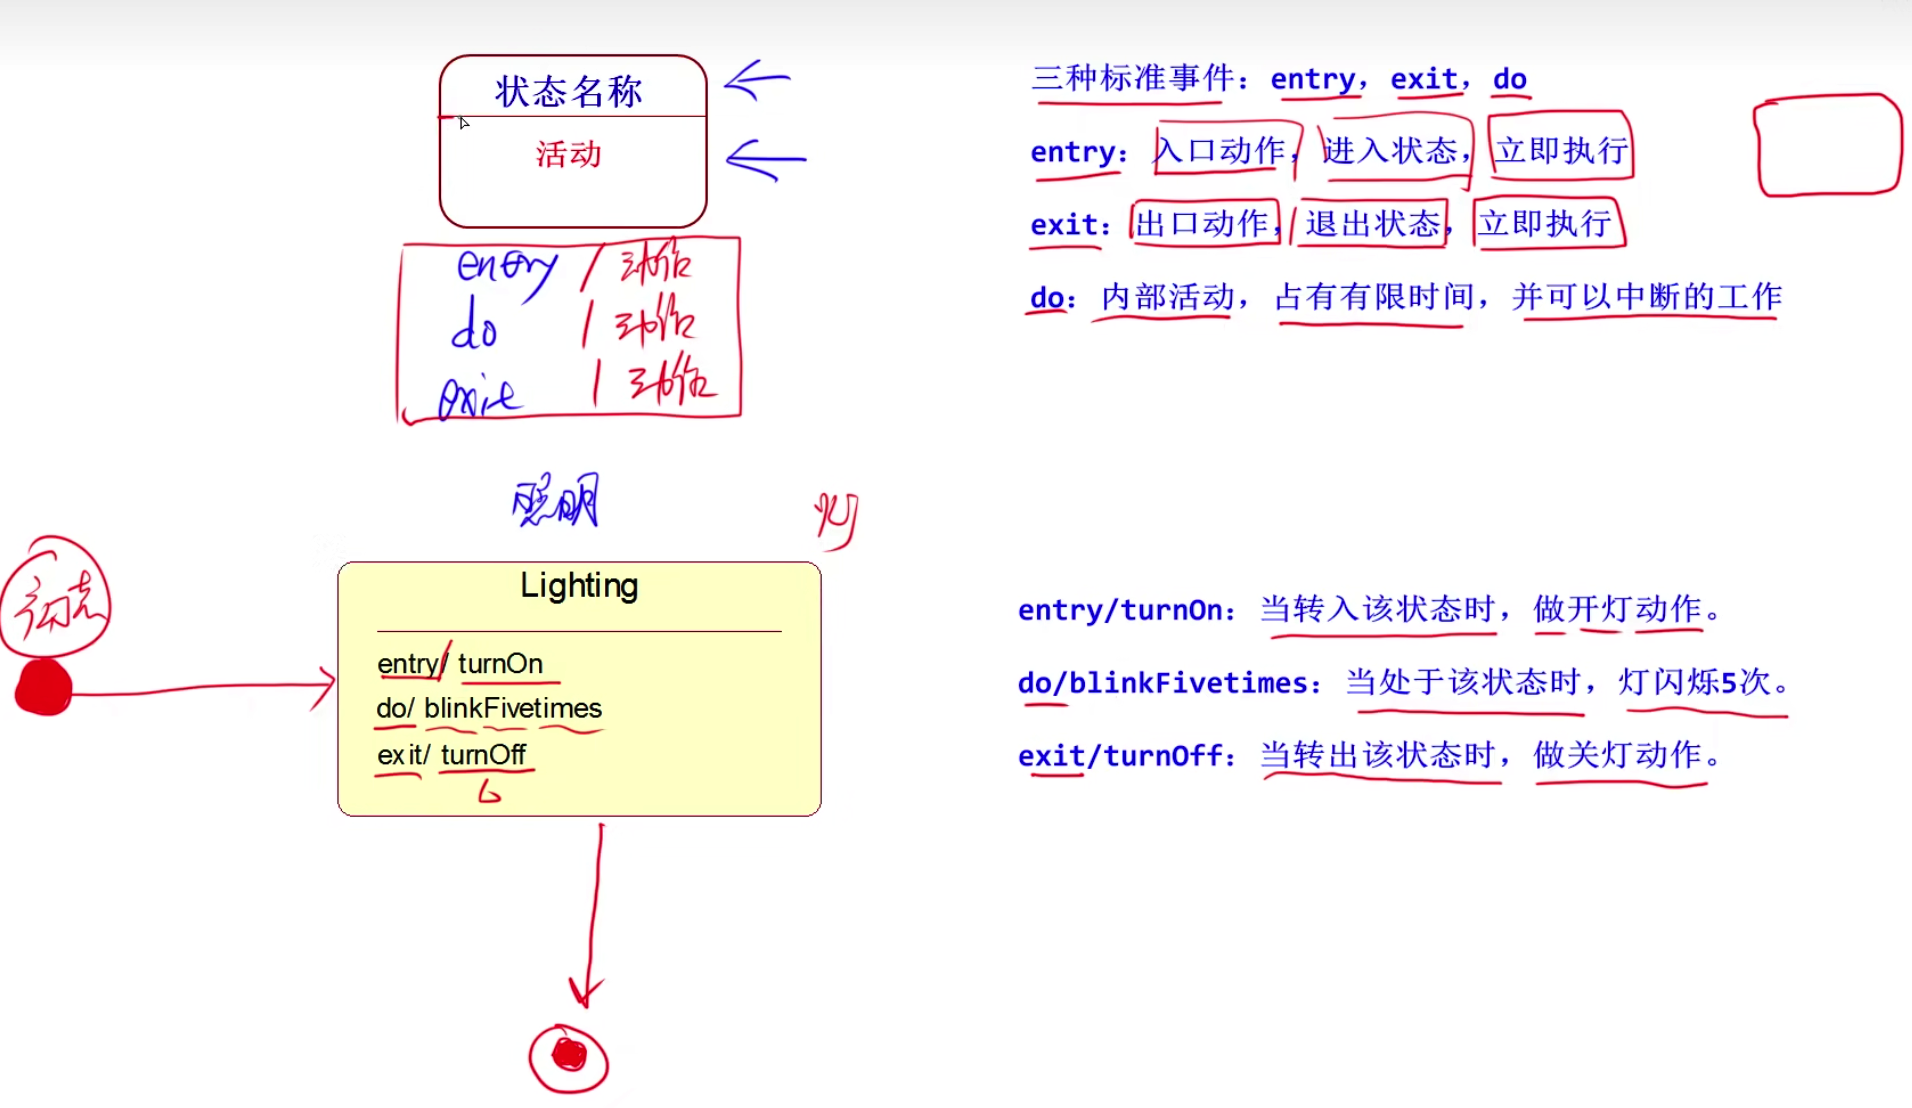 状态名称
活动
entry / 动作
do / 动作
exit / 动作
三种标准事件：entry，exit，do
entry：入口动作，进入状态，立即执行
exit：出口动作，退出状态，立即执行
do：内部活动，占有有限时间，并可以中断的工作
照明
灯
初态
Lighting
entry/ turnOn
do/ blinkFivetimes
exit/ turnOff
entry/turnOn：当转入该状态时，做开灯动作。
do/blinkFivetimes：当处于该状态时，灯闪烁5次。
exit/turnOff：当转出该状态时，做关灯动作。